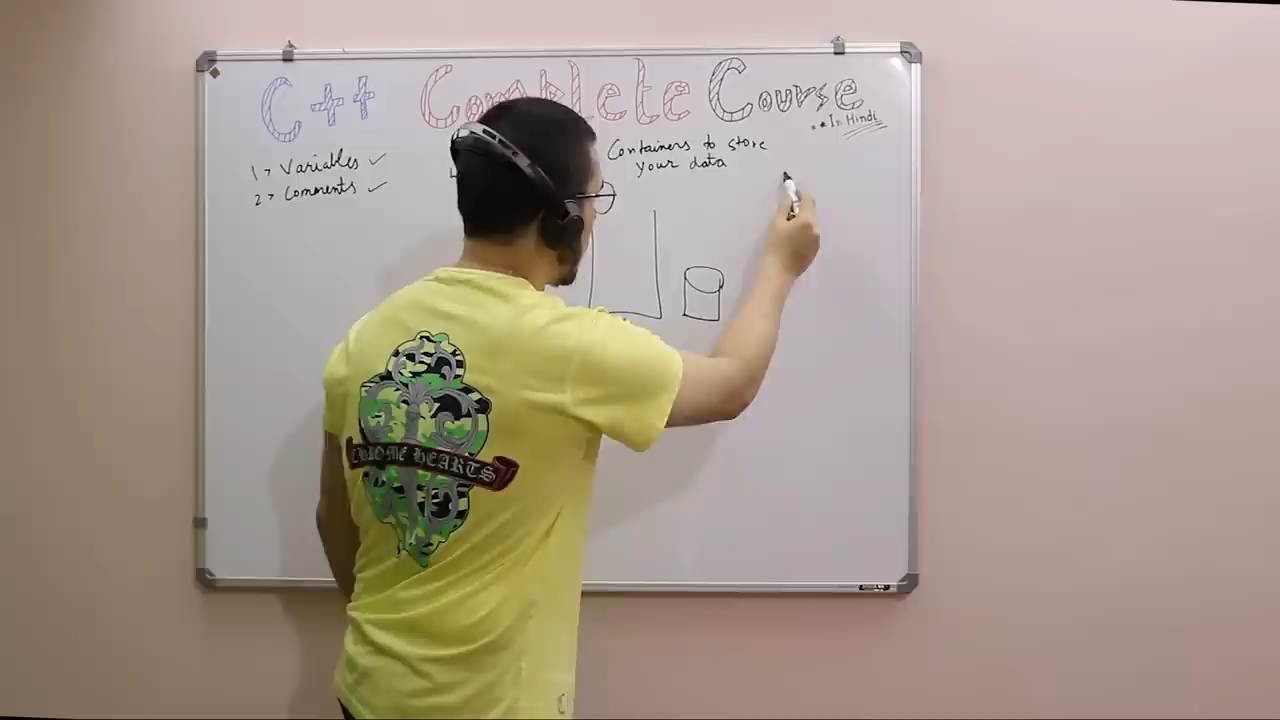 C++ Complete Course
**In Hindi
1> Variables ✓
2> Comments ✓
Containers to store
your data
CHROME HEARTS